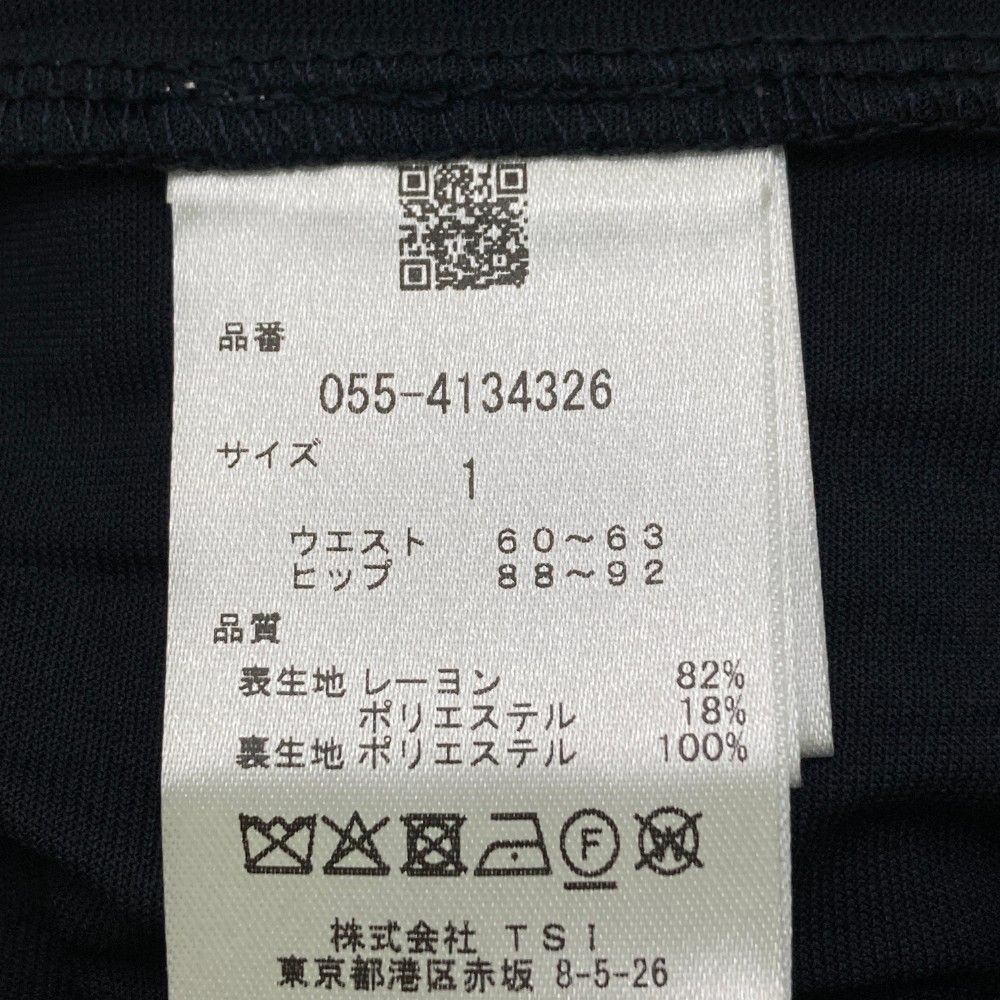 品番
055-4134326
サイズ
1
ウエスト 60～63
ヒップ 88～92
品質
表生地 レーヨン 82%
ポリエステル 18%
裏生地 ポリエステル 100%
F
W
株式会社 TSI
東京都港区赤坂 8-5-26